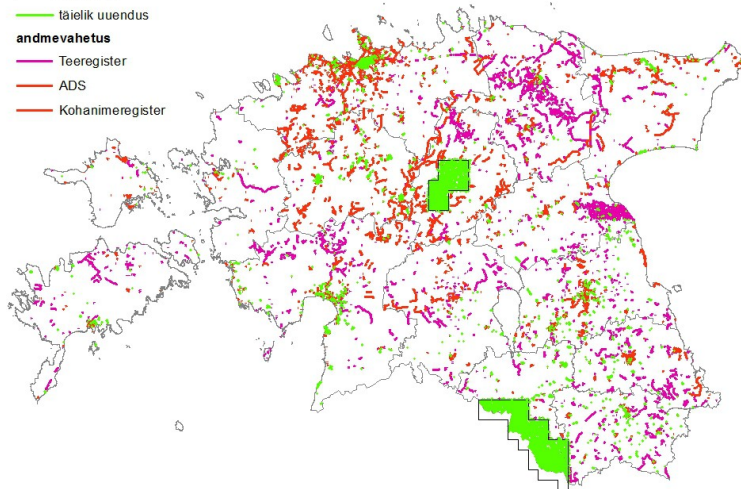 täielik uuendus
andmevahetus
Teeregister
ADS
Kohanimeregister